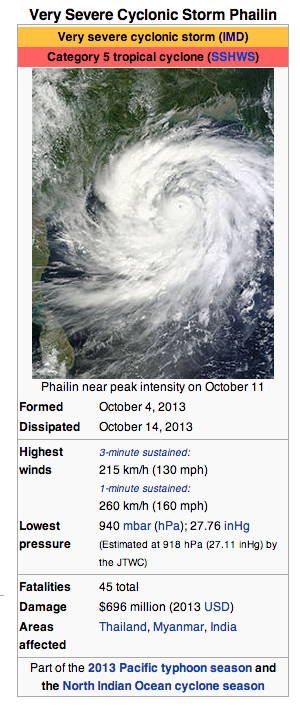 Very Severe Cyclonic Storm Phailin
Very severe cyclonic storm (IMD)
Category 5 tropical cyclone (SSHWS)
Phailin near peak intensity on October 11
Formed October 4, 2013
Dissipated October 14, 2013
Highest winds 3-minute sustained:
215 km/h (130 mph)
1-minute sustained:
260 km/h (160 mph)
Lowest pressure 940 mbar (hPa); 27.76 inHg
(Estimated at 918 hPa (27.11 inHg) by
the JTWC)
Fatalities 45 total
Damage $696 million (2013 USD)
Areas affected Thailand, Myanmar, India
Part of the 2013 Pacific typhoon season and
the North Indian Ocean cyclone season